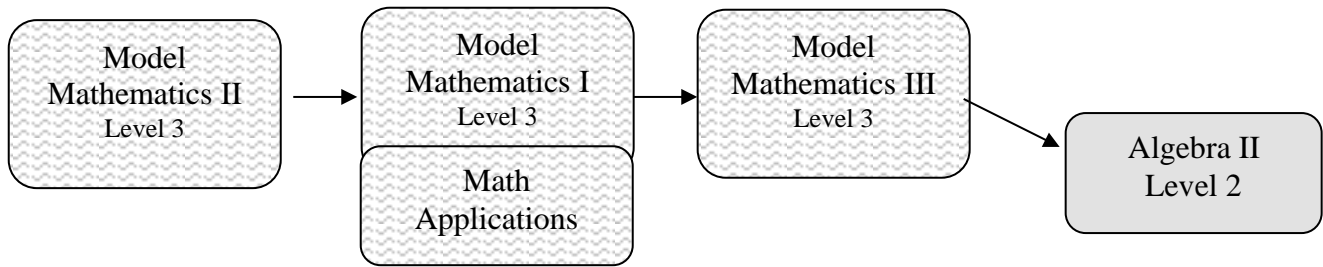 Model
Mathematics II
Level 3
Model
Mathematics I
Level 3
Math
Applications
Model
Mathematics III
Level 3
Algebra II
Level 2